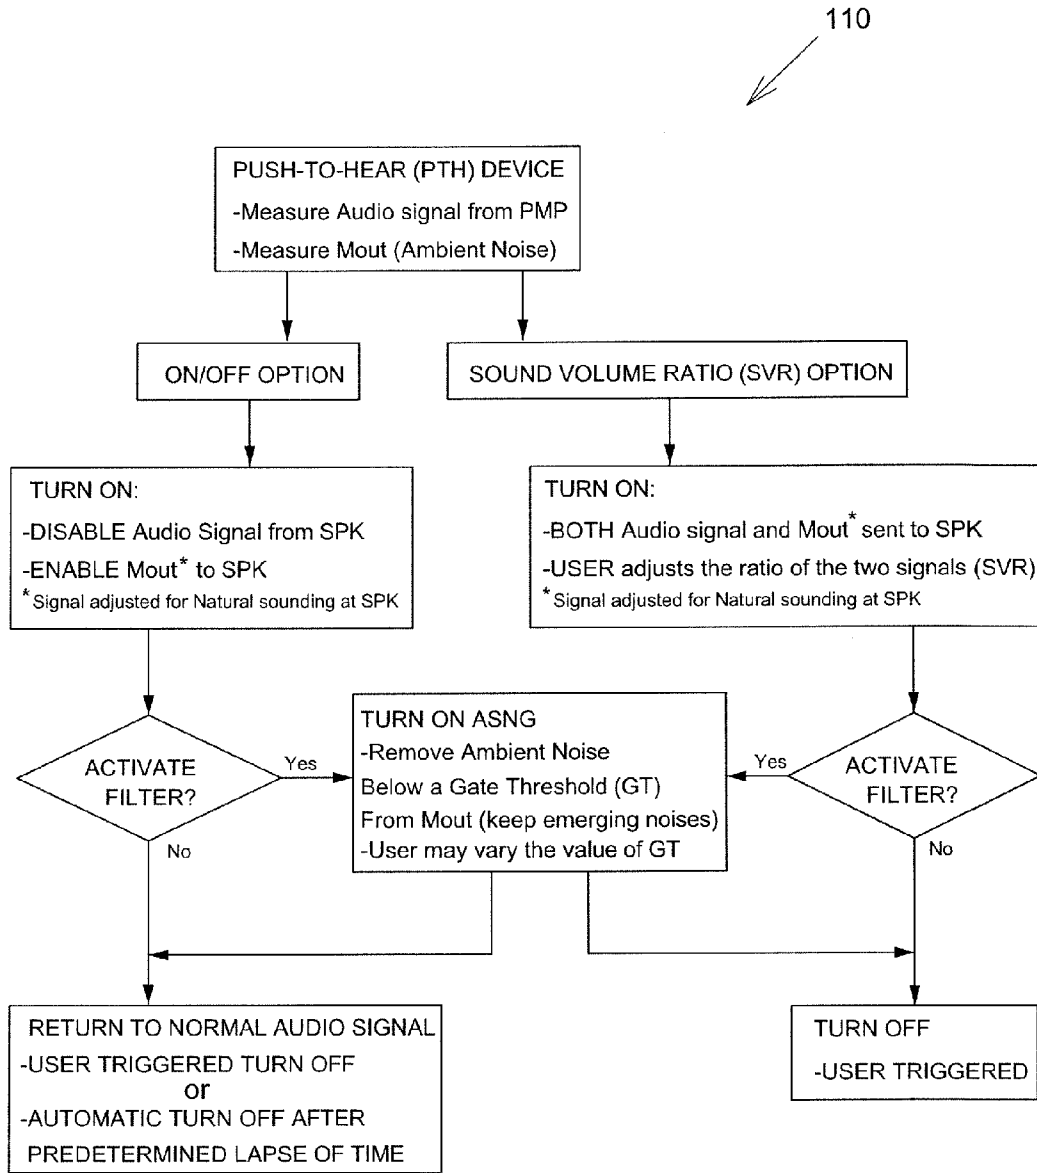 110
PUSH-TO-HEAR (PTH) DEVICE
-Measure Audio signal from PMP
-Measure Mout (Ambient Noise)
ON/OFF OPTION
SOUND VOLUME RATIO (SVR) OPTION
TURN ON:
-DISABLE Audio Signal from SPK
-ENABLE Mout* to SPK
*Signal adjusted for Natural sounding at SPK
TURN ON:
-BOTH Audio signal and Mout* sent to SPK
-USER adjusts the ratio of the two signals (SVR)
*Signal adjusted for Natural sounding at SPK
ACTIVATE
FILTER?
Yes
No
TURN ON ASNG
-Remove Ambient Noise
Below a Gate Threshold (GT)
From Mout (keep emerging noises)
-User may vary the value of GT
Yes
ACTIVATE
FILTER?
No
RETURN TO NORMAL AUDIO SIGNAL
-USER TRIGGERED TURN OFF
or
-AUTOMATIC TURN OFF AFTER
PREDETERMINED LAPSE OF TIME
TURN OFF
-USER TRIGGERED